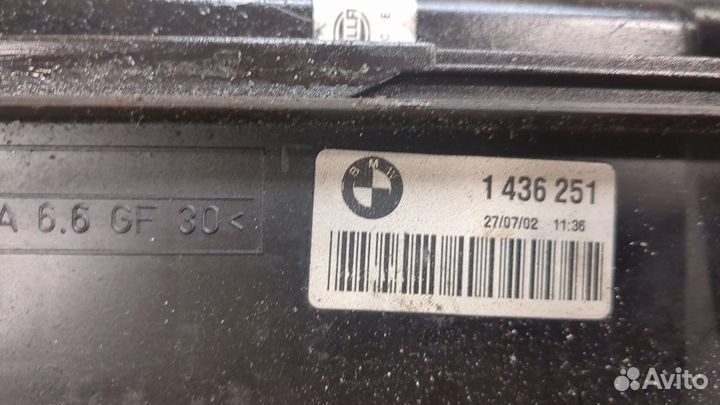 C E
BMW
1 436 251
27/07/02 11:36
A 6.6 GF 30<
Avito